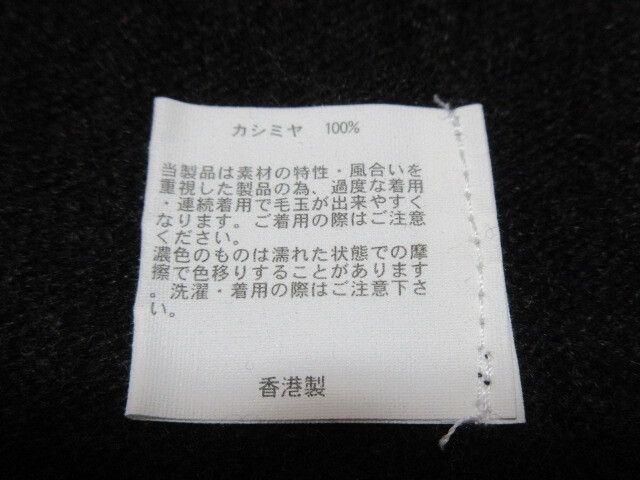 カシミヤ 100%
当製品は素材の特性・風合いを
重視した製品の為、過度な着用
・連続着用で毛玉が出来やすく
なります。ご着用の際はご注意
ください。
濃色のものは濡れた状態での摩
擦で色移りすることがあります
。洗濯・着用の際はご注意下さ
い。
香港製